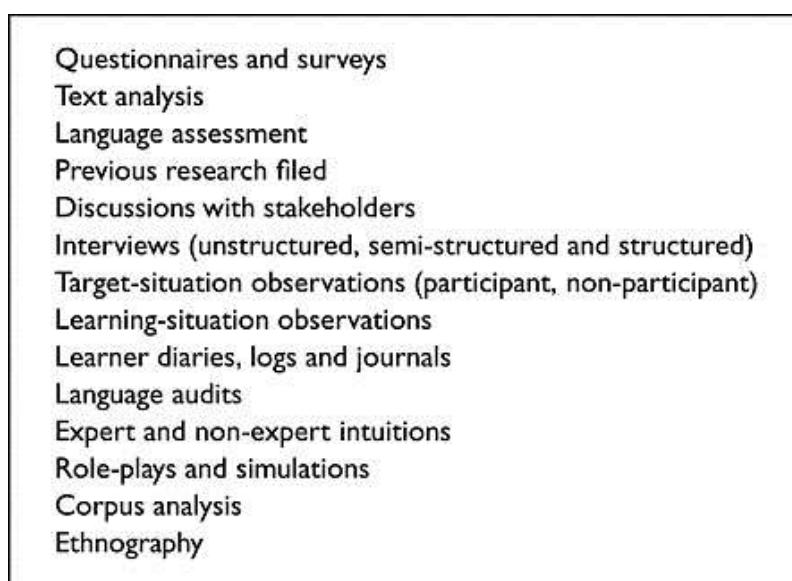 Questionnaires and surveys
Text analysis
Language assessment
Previous research filed
Discussions with stakeholders
Interviews (unstructured, semi-structured and structured)
Target-situation observations (participant, non-participant)
Learning-situation observations
Learner diaries, logs and journals
Language audits
Expert and non-expert intuitions
Role-plays and simulations
Corpus analysis
Ethnography